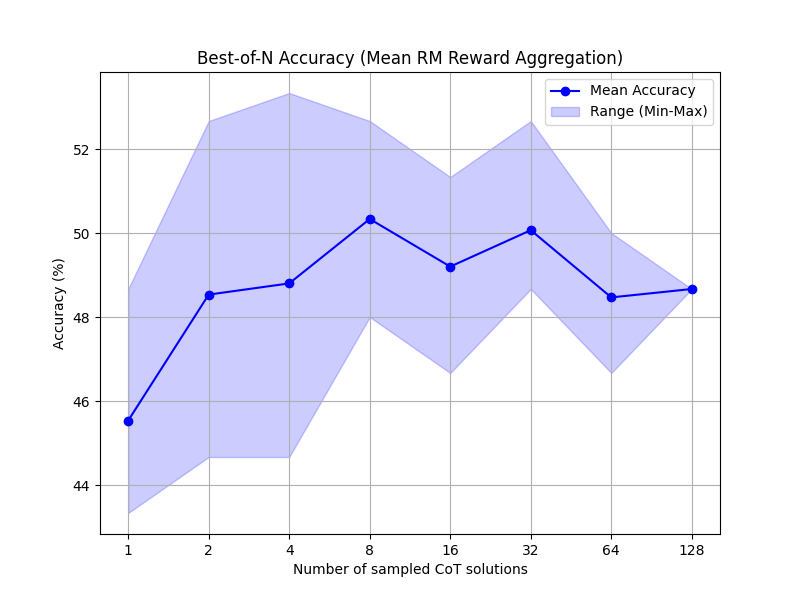 Best-of-N Accuracy (Mean RM Reward Aggregation)
Mean Accuracy
Range (Min-Max)
Accuracy (%)
52
50
48
46
44
1 2 4 8 16 32 64 128
Number of sampled CoT solutions